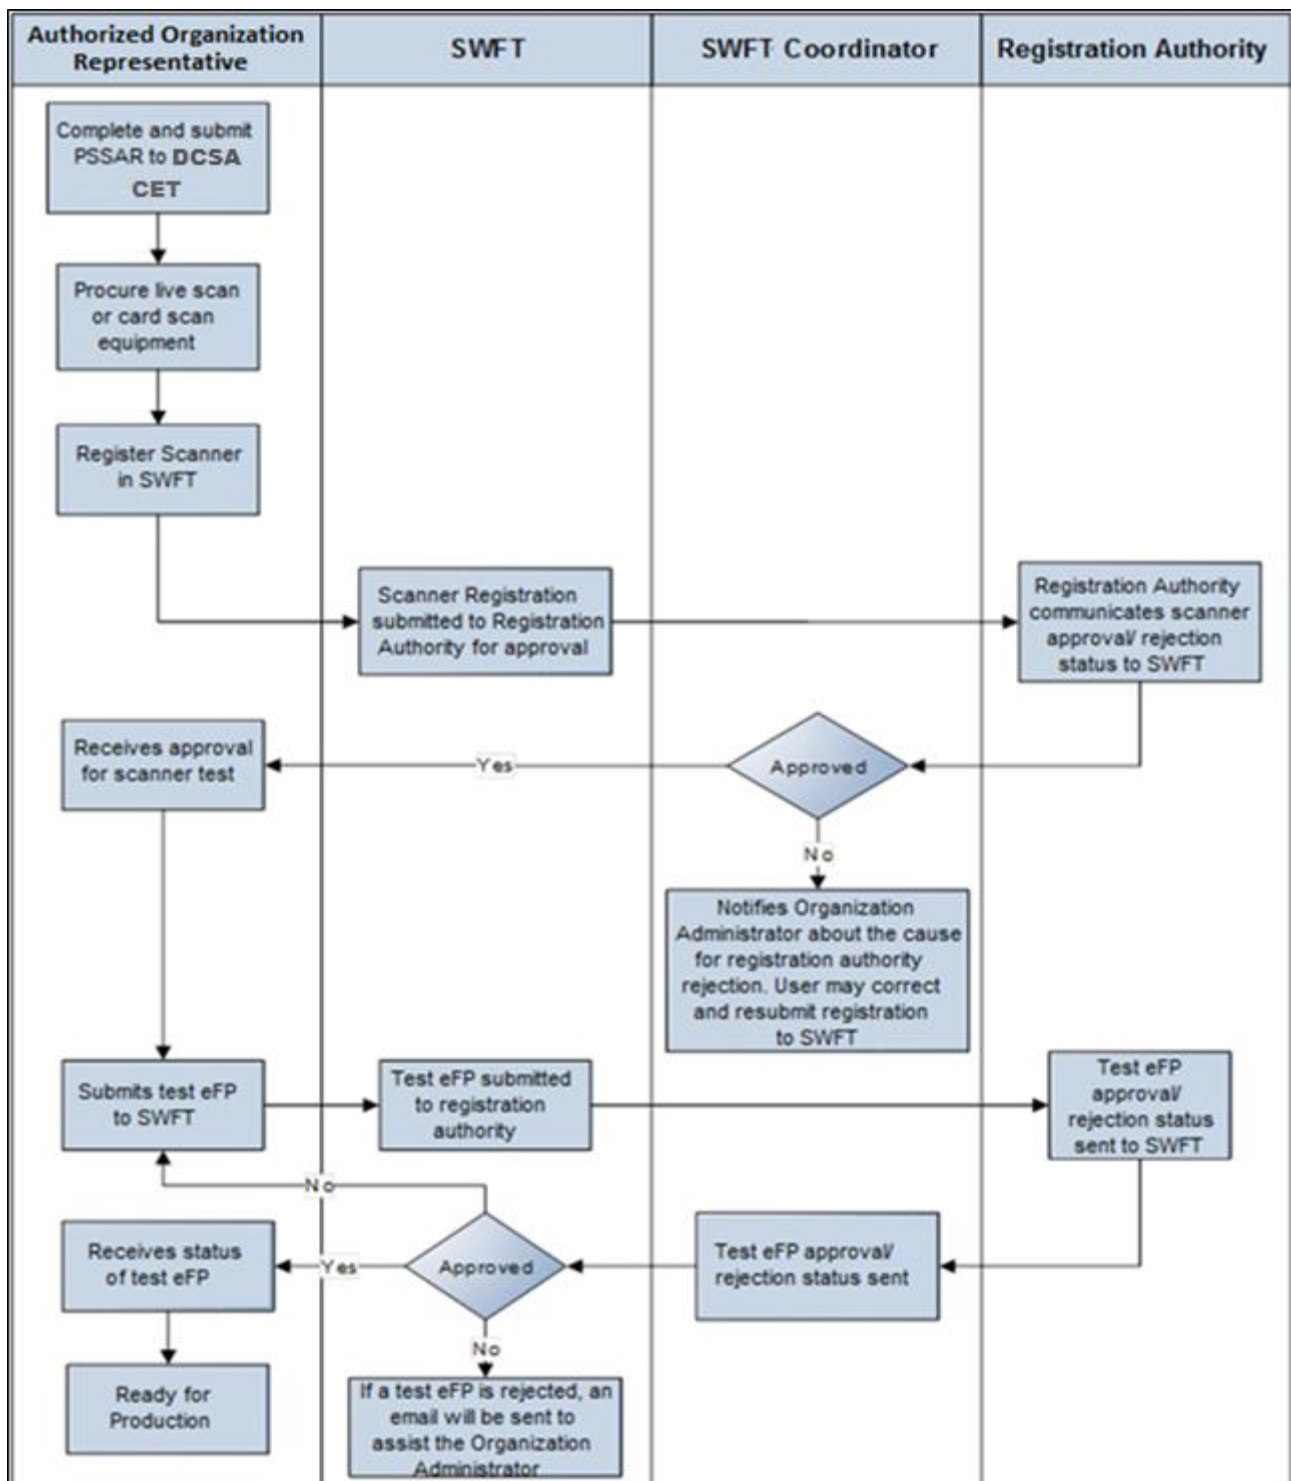 Authorized Organization
Representative
SWFT
SWFT Coordinator
Registration Authority
Complete and submit
PSSAR to DCSA
CET
Procure live scan
or card scan
equipment
Register Scanner
in SWFT
Scanner Registration
submitted to Registration
Authority for approval
Registration Authority
communicates scanner
approval/ rejection
status to SWFT
Receives approval
for scanner test
Yes
Approved
No
Notifies Organization
Administrator about the cause
for registration authority
rejection. User may correct
and resubmit registration
to SWFT
Submits test eFP
to SWFT
Test eFP submitted
to registration
authority
Test eFP
approval/
rejection status
sent to SWFT
No
Receives status
of test eFP
Yes
Approved
Test eFP approval/
rejection status sent
No
Ready for
Production
If a test eFP is rejected, an
email will be sent to
assist the Organization
Administrator